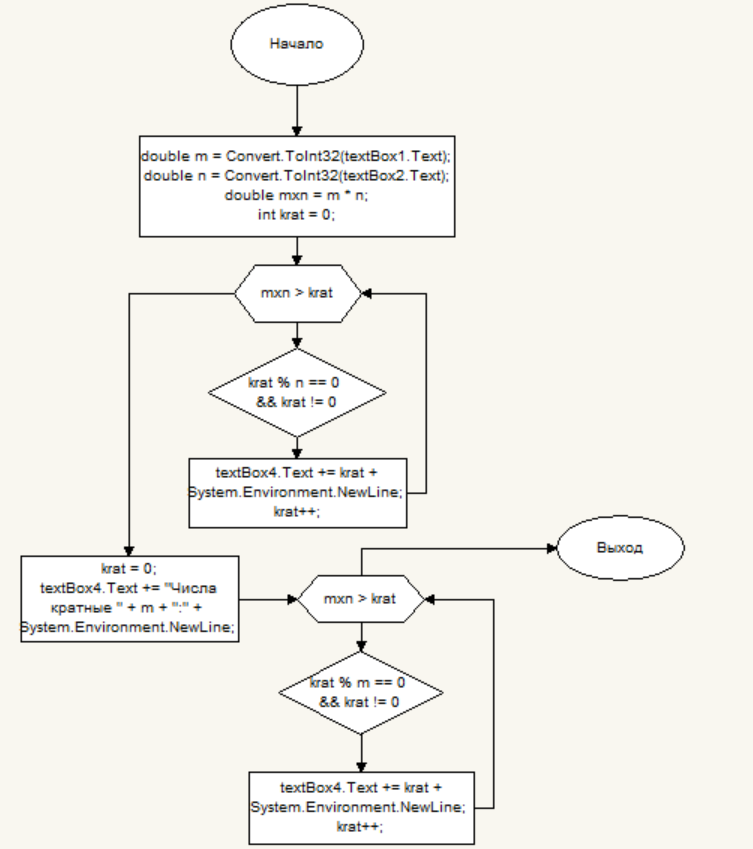 Начало
double m = Convert.ToInt32(textBox1.Text);
double n = Convert.ToInt32(textBox2.Text);
double mxn = m * n;
int krat = 0;
mxn > krat
krat % n == 0
&& krat != 0
textBox4.Text += krat +
System.Environment.NewLine;
krat++;
krat = 0;
textBox4.Text += "Числа
кратные " + m + ":" +
System.Environment.NewLine;
mxn > krat
Выход
krat % m == 0
&& krat != 0
textBox4.Text += krat +
System.Environment.NewLine;
krat++;